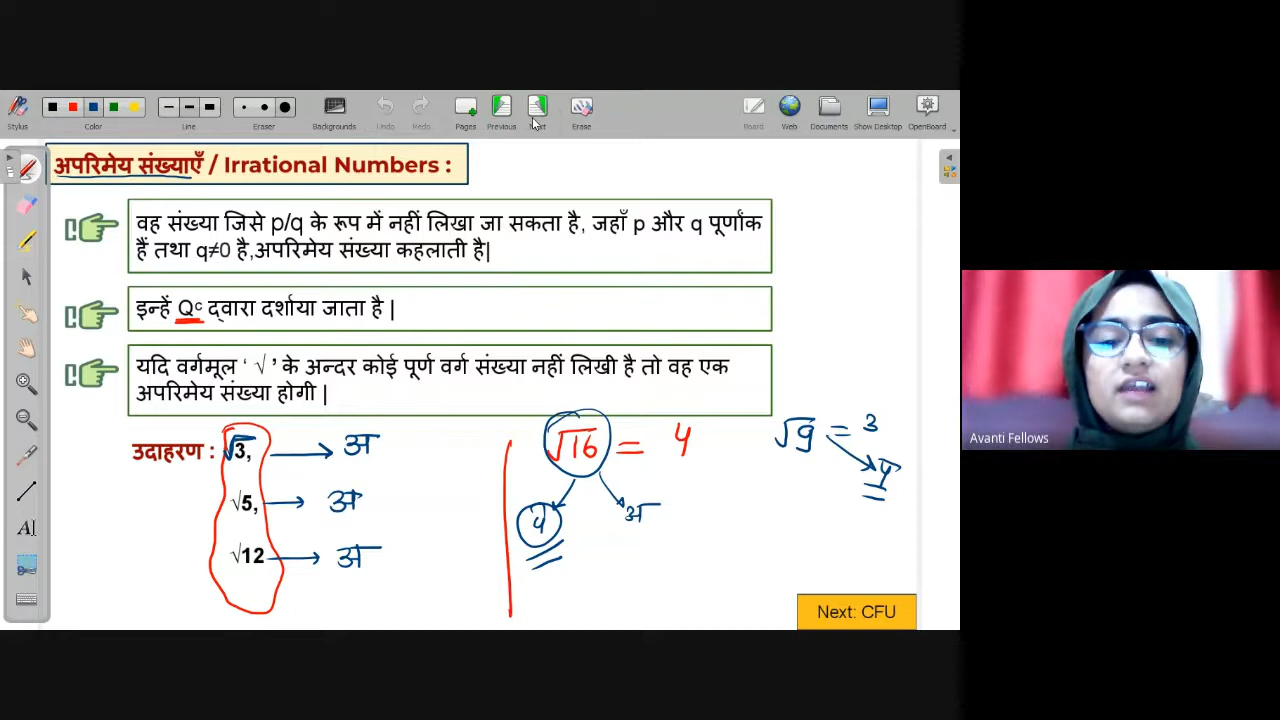 Stylus Color Line Eraser Backgrounds Undo Redo Pages Previous Next Erase Board Web Documents Show Desktop OpenBoard
अपरिमेय संख्याएँ / Irrational Numbers :
वह संख्या जिसे p/q के रूप में नहीं लिखा जा सकता है, जहाँ p और q पूर्णांक
हैं तथा q≠0 है,अपरिमेय संख्या कहलाती है|
इन्हें Qᶜ द्वारा दर्शाया जाता है |
यदि वर्गमूल ‘ √ ’ के अन्दर कोई पूर्ण वर्ग संख्या नहीं लिखी है तो वह एक
अपरिमेय संख्या होगी |
उदाहरण : √3, → अ
√5, → अ
√12 → अ
√16 = 4
प अ
√9 = 3
प
Avanti Fellows
Next: CFU